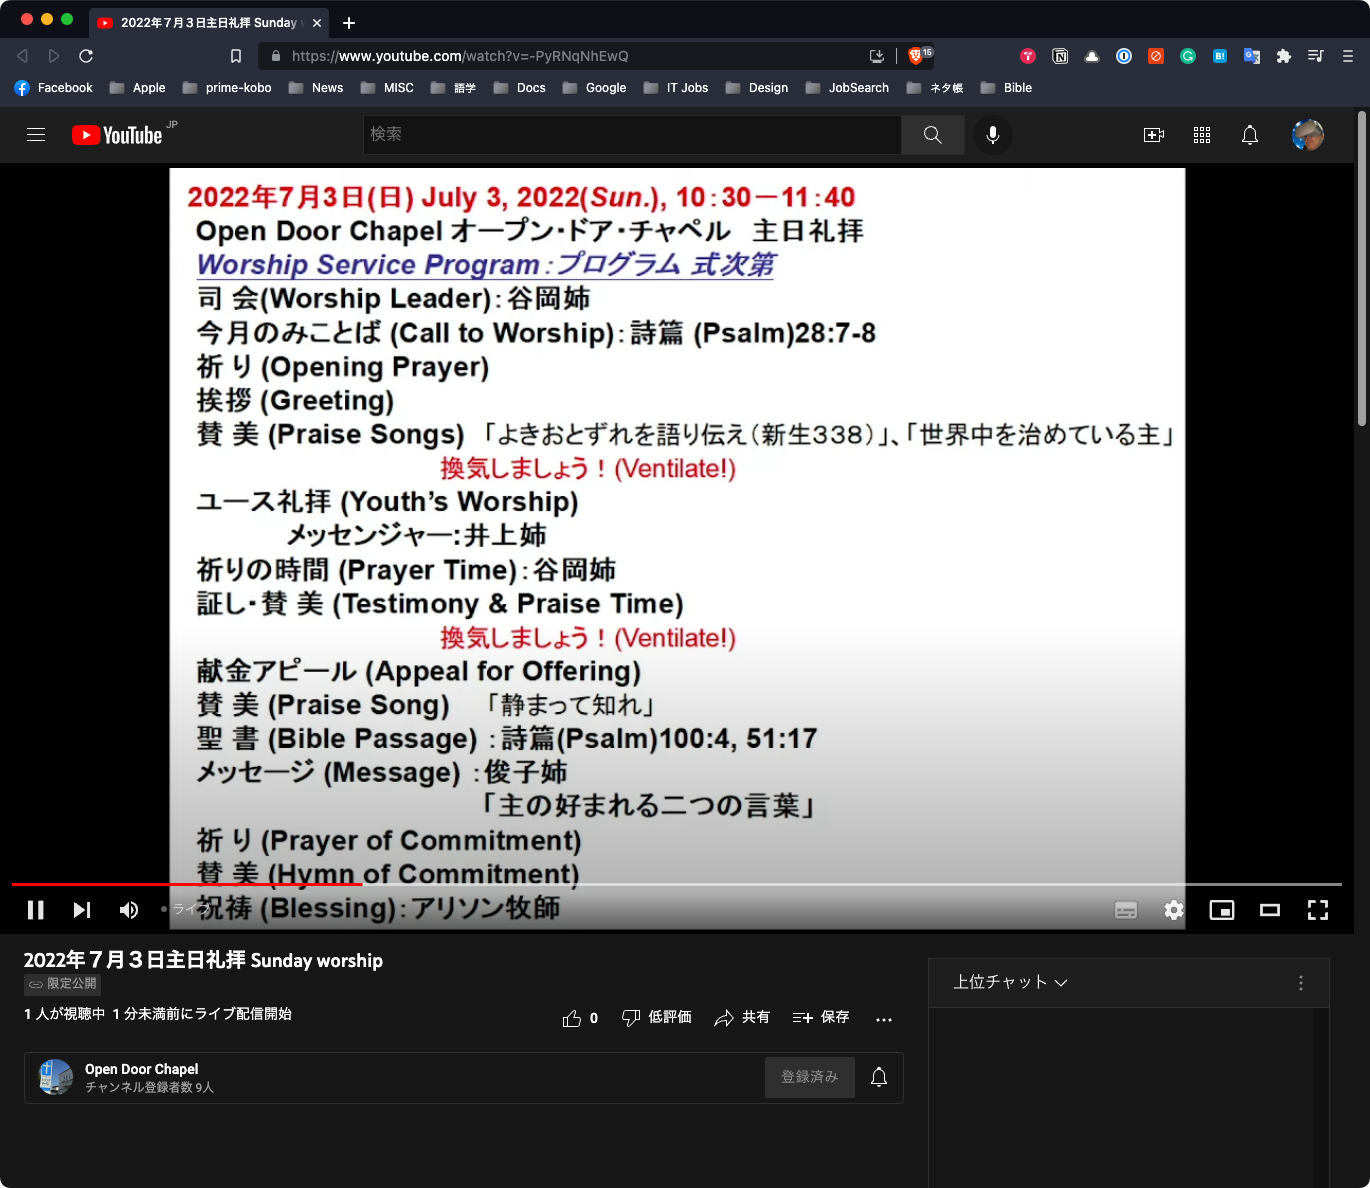 2022年７月３日主日礼拝 Sunday
https://www.youtube.com/watch?v=-PyRNqNhEwQ
15
Facebook Apple prime-kobo News MISC 語学 Docs Google IT Jobs Design JobSearch ネタ帳 Bible
YouTube JP
検索
2022年7月3日(日) July 3, 2022(Sun.), 10：30－11：40
Open Door Chapel オープン・ドア・チャペル　主日礼拝
Worship Service Program：プログラム 式次第
司 会(Worship Leader)：谷岡姉
今月のみことば (Call to Worship)：詩篇 (Psalm)28:7-8
祈 り (Opening Prayer)
挨 拶 (Greeting)
賛 美 (Praise Songs) 「よきおとずれを語り伝え（新生３３８）」、「世界中を治めている主」
換気しましょう！(Ventilate!)
ユース礼拝 (Youth’s Worship)
メッセンジャー：井上姉
祈りの時間 (Prayer Time)：谷岡姉
証し・賛 美 (Testimony & Praise Time)
換気しましょう！(Ventilate!)
献金アピール (Appeal for Offering)
賛 美 (Praise Song) 「静まって知れ」
聖 書 (Bible Passage) ：詩篇(Psalm)100:4, 51:17
メッセージ (Message) ：俊子姉
「主の好まれる二つの言葉」
祈 り (Prayer of Commitment)
賛 美 (Hymn of Commitment)
祝祷 (Blessing)：アリソン牧師
ライブ
2022年７月３日主日礼拝 Sunday worship
限定公開
1 人が視聴中 1 分未満前にライブ配信開始
0 低評価 共有 保存
Open Door Chapel
チャンネル登録者数 9人
登録済み
上位チャット